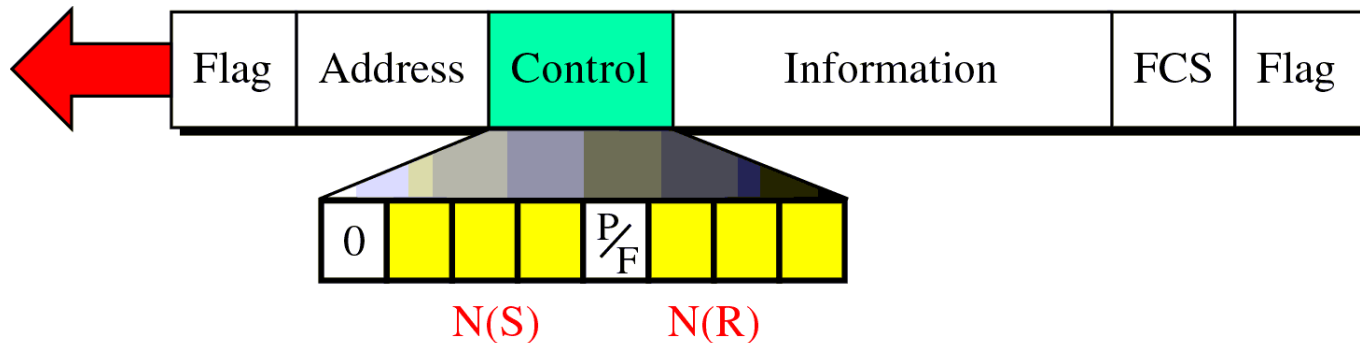 Flag Address Control Information FCS Flag
0 P/F
N(S) N(R)